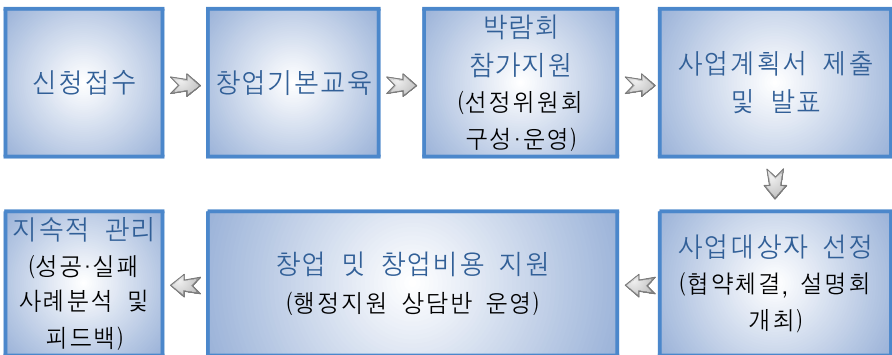 신청접수
창업기본교육
박람회
참가지원
(선정위원회
구성·운영)
사업계획서 제출
및 발표
사업대상자 선정
(협약체결, 설명회
개최)
창업 밋 창업비용 지원
(행정지원 상담반 운영)
지속적 관리
(성공·실패
사례분석 및
피드백)